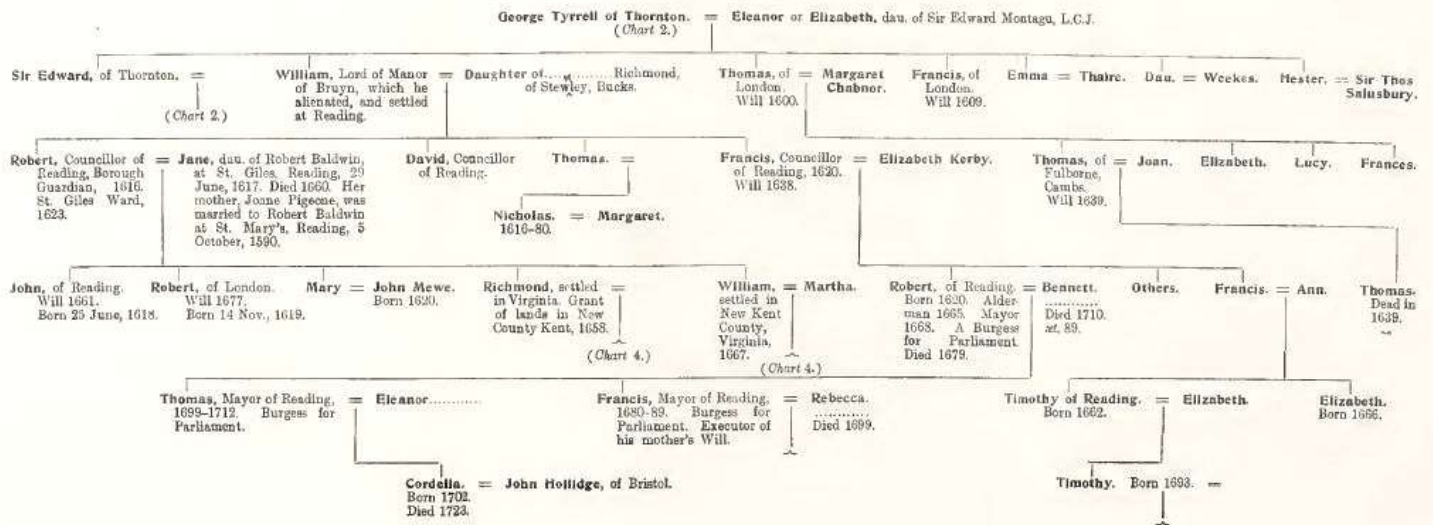 George Tyrrell of Thornton. = Eleanor or Elizabeth, dau. of Sir Edward Montagu, L.C.J.
(Chart 2.)
Sir Edward, of Thornton. =
(Chart 2.)
William, Lord of Manor
of Bruyn, which he
alienated, and settled
at Reading.
= Daughter of............. Richmond,
of Stewley, Bucks.
Thomas, of
London.
Will 1600.
= Margaret
Chabnor.
Francis, of
London.
Will 1609.
Emma = Thaire.
Dau. = Weekes.
Hester. = Sir Thos
Salusbury.
Robert, Councillor of
Reading, Borough
Guardian, 1616.
St. Giles Ward,
1623.
= Jane, dau. of Robert Baldwin,
at St. Giles, Reading, 29
June, 1617. Died 1660. Her
mother, Joane Pigeone, was
married to Robert Baldwin
at St. Mary's, Reading, 5
October, 1590.
David, Councillor
of Reading.
Thomas. =
Nicholas. = Margaret.
1616-80.
Francis, Councillor
of Reading, 1620.
Will 1638.
= Elizabeth Kerby.
Thomas, of
Fulborne,
Cambs.
Will 1639.
= Joan.
Elizabeth.
Lucy.
Frances.
John, of Reading.
Will 1661.
Born 25 June, 1618.
Robert, of London.
Will 1677.
Born 14 Nov., 1619.
Mary = John Mewe.
Born 1620.
Richmond, settled =
in Virginia. Grant
of lands in New
County Kent, 1658.
(Chart 4.)
William, = Martha.
settled in
New Kent
County,
Virginia,
1667.
(Chart 4.)
Robert, of Reading. = Bennett.
Born 1620. Alder-
man 1665. Mayor
1668. A Burgess
for Parliament
Died 1679.
............
Died 1710.
æt. 89.
Others.
Francis. = Ann.
Thomas.
Dead in
1639.
Thomas, Mayor of Reading,
1699-1712. Burgess for
Parliament.
= Eleanor............
Francis, Mayor of Reading,
1680-89. Burgess for
Parliament. Executor of
his mother's Will.
= Rebecca.
............
Died 1699.
Timothy of Reading. = Elizabeth.
Born 1662.
Elizabeth.
Born 1666.
Cordelia. = John Hollidge, of Bristol.
Born 1702.
Died 1723.
Timothy. Born 1693. =